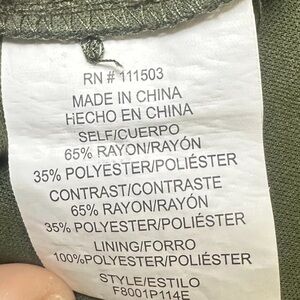 RN # 111503
MADE IN CHINA
HECHO EN CHINA
SELF/CUERPO
65% RAYON/RAYÓN
35% POLYESTER/POLIÉSTER
CONTRAST/CONTRASTE
65% RAYON/RAYÓN
35% POLYESTER/POLIÉSTER
LINING/FORRO
100%POLYESTER/POLIÉSTER
STYLE/ESTILO
F8001P114E